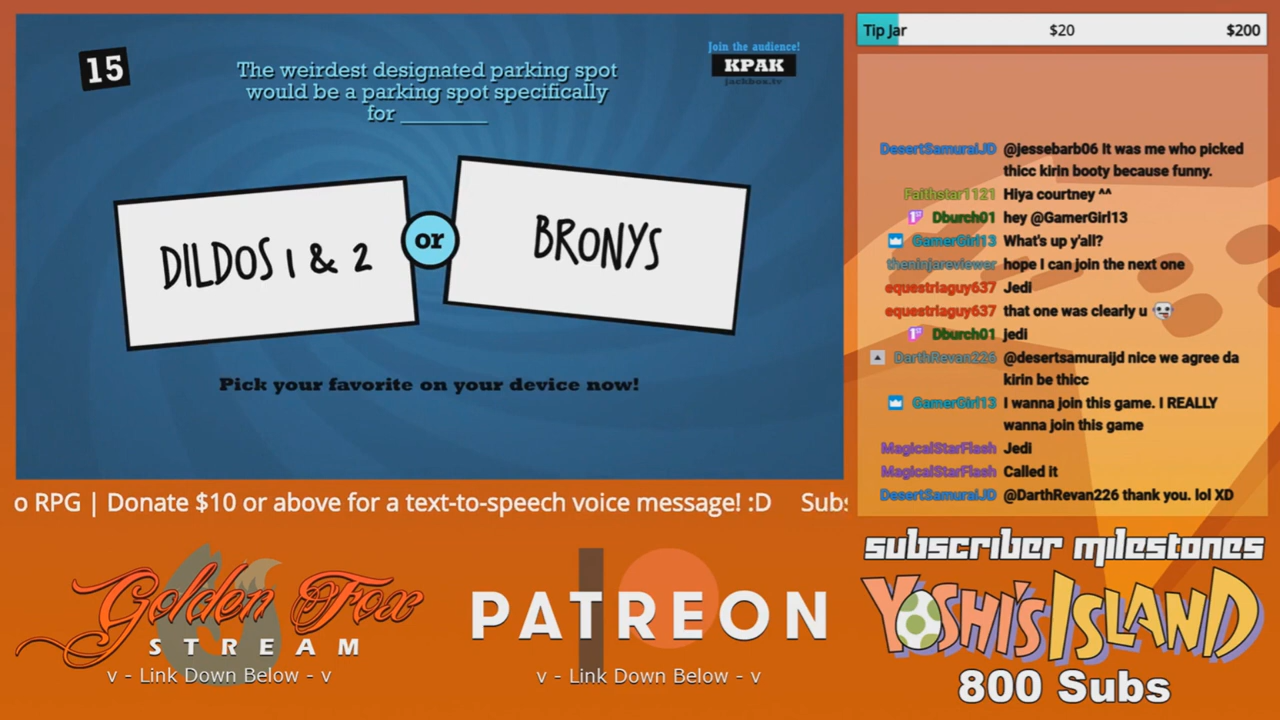 15
The weirdest designated parking spot
would be a parking spot specifically
for ________
Join the audience!
KPAK
jackbox.tv
DILDOS 1 & 2
or
BRONYS
Pick your favorite on your device now!
o RPG | Donate $10 or above for a text-to-speech voice message! :D Subs
Golden Fox
STREAM
v - Link Down Below - v
PATREON
v - Link Down Below - v
Tip Jar $20 $200
DesertSamuraiJD @jessebarb06 It was me who picked
thicc kirin booty because funny.
Faithstar1121 Hiya courtney ^^
Dburch01 hey @GamerGirl13
GamerGirl13 What's up y'all?
theninjareviewer hope I can join the next one
equestriaguy637 Jedi
equestriaguy637 that one was clearly u
Dburch01 jedi
DarthRevan226 @desertsamuraijd nice we agree da
kirin be thicc
GamerGirl13 I wanna join this game. I REALLY
wanna join this game
MagicalStarFlash Jedi
MagicalStarFlash Called it
DesertSamuraiJD @DarthRevan226 thank you. lol XD
subscriber milestones
YOSHI'S ISLAND
800 Subs